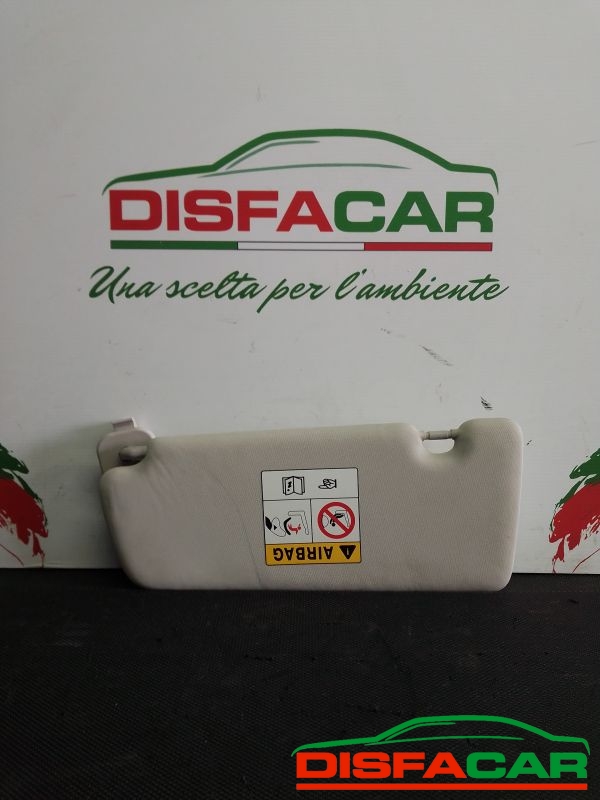 DISFACAR
Una scelta per l'ambiente
AIRBAG
DISFACAR